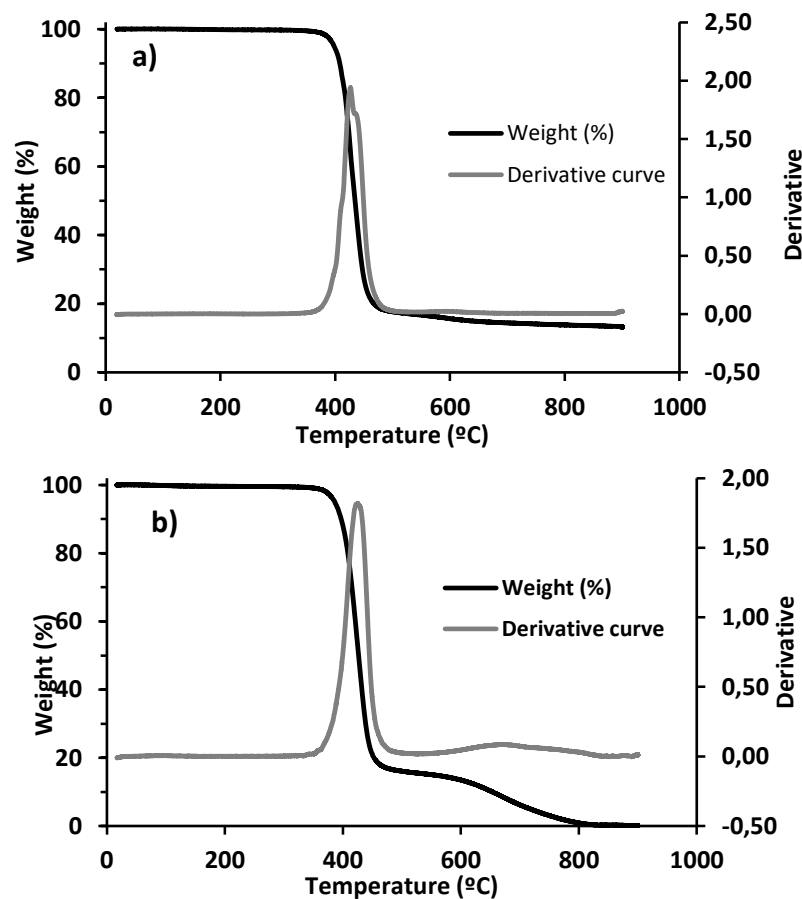 a)
Weight (%)
100
80
60
40
20
0
0 200 400 600 800 1000
Temperature (ºC)
2,50
2,00
1,50
1,00
0,50
0,00
-0,50
Derivative
Weight (%)
Derivative curve
b)
Weight (%)
100
80
60
40
20
0
0 200 400 600 800 1000
Temperature (ºC)
2,00
1,50
1,00
0,50
0,00
-0,50
Derivative
Weight (%)
Derivative curve